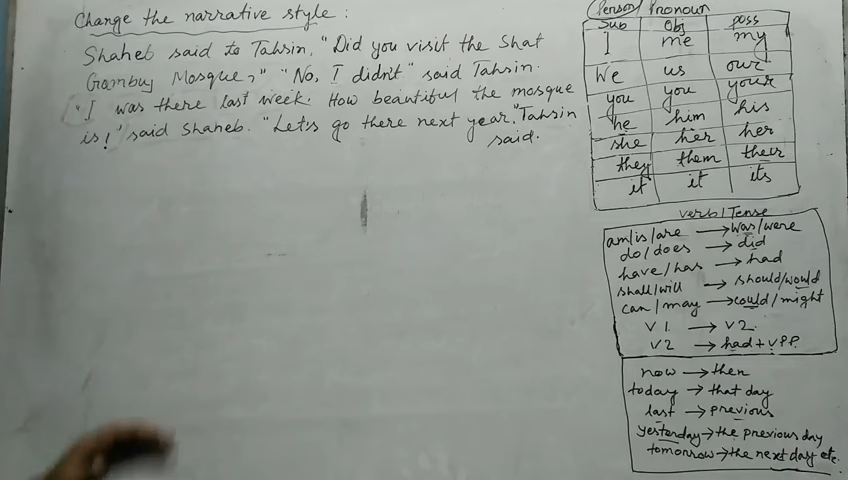 Change the narrative style :
Shaheb said to Tahsin, "Did you visit the Shat
Gambuj Mosque?" "No, I didn't" said Tahsin.
"I was there last week. How beautiful the mosque
is!" said Shaheb. "Let's go there next year," Tahsin
said.
(Person) Pronoun
Sub obj poss
I me my
We us our
you you your
he him his
she her her
they them their
it it its
verb/Tense
am/is/are → was/were
do/does → did
have/has → had
shall/will → should/would
can/may → could/might
V1 → V2.
V2 → had+VPP.
now → then
today → that day
last → previous
yesterday → the previous day
tomorrow → the next day etc.